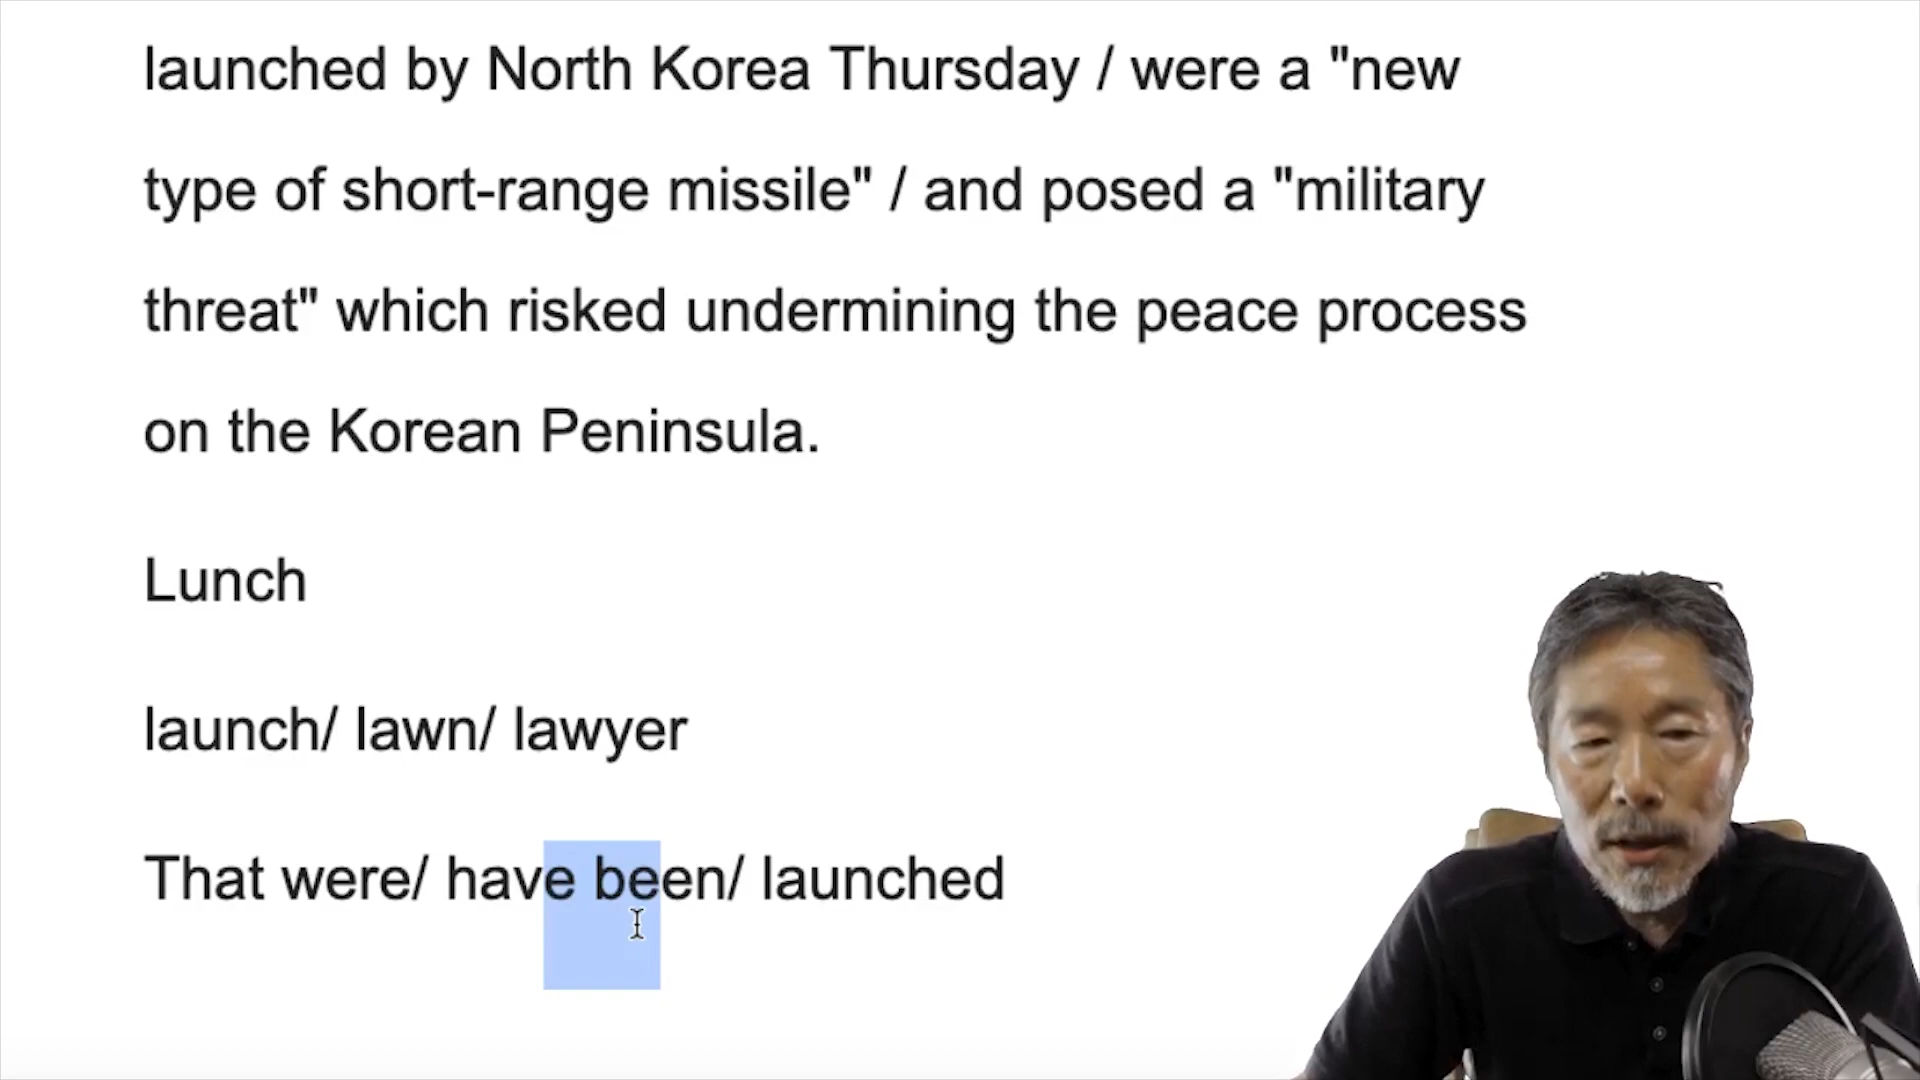 launched by North Korea Thursday / were a "new
type of short-range missile" / and posed a "military
threat" which risked undermining the peace process
on the Korean Peninsula.
Lunch
launch/ lawn/ lawyer
That were/ have been/ launched